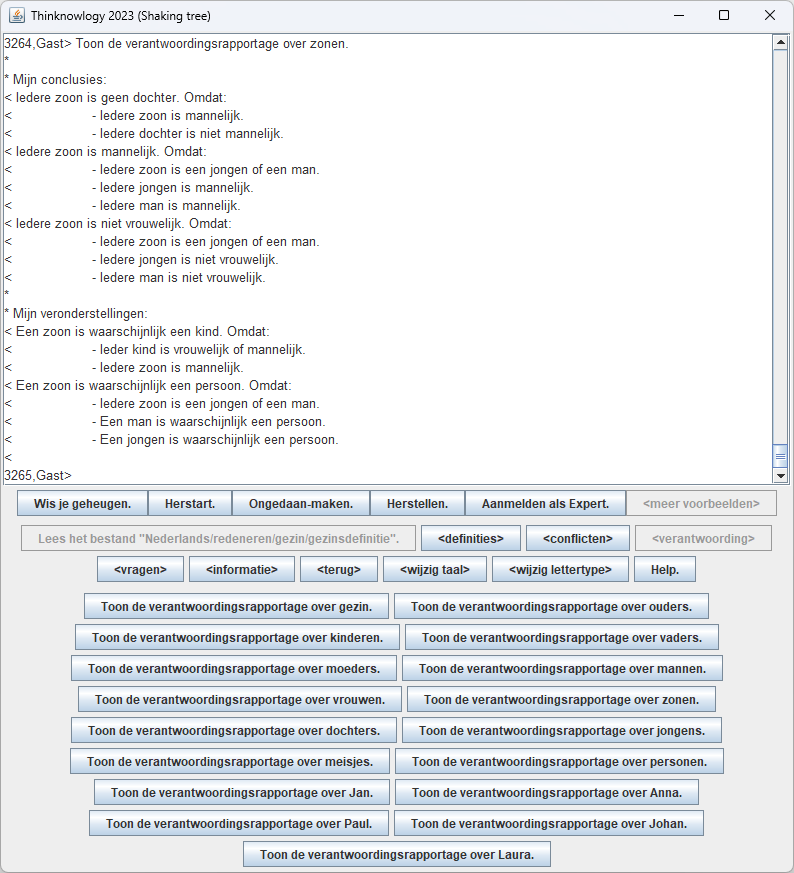 Thinknowlogy 2023 (Shaking tree)
3264,Gast> Toon de verantwoordingsrapportage over zonen.
*
* Mijn conclusies:
< Iedere zoon is geen dochter. Omdat:
< - Iedere zoon is mannelijk.
< - Iedere dochter is niet mannelijk.
< Iedere zoon is mannelijk. Omdat:
< - Iedere zoon is een jongen of een man.
< - Iedere jongen is mannelijk.
< - Iedere man is mannelijk.
< Iedere zoon is niet vrouwelijk. Omdat:
< - Iedere zoon is een jongen of een man.
< - Iedere jongen is niet vrouwelijk.
< - Iedere man is niet vrouwelijk.
*
* Mijn veronderstellingen:
< Een zoon is waarschijnlijk een kind. Omdat:
< - Ieder kind is vrouwelijk of mannelijk.
< - Iedere zoon is mannelijk.
< Een zoon is waarschijnlijk een persoon. Omdat:
< - Iedere zoon is een jongen of een man.
< - Een man is waarschijnlijk een persoon.
< - Een jongen is waarschijnlijk een persoon.
<
3265,Gast>
Wis je geheugen. Herstart. Ongedaan-maken. Herstellen. Aanmelden als Expert. <meer voorbeelden>
Lees het bestand "Nederlands/redeneren/gezin/gezinsdefinitie". <definities> <conflicten> <verantwoording>
<vragen> <informatie> <terug> <wijzig taal> <wijzig lettertype> Help.
Toon de verantwoordingsrapportage over gezin. Toon de verantwoordingsrapportage over ouders.
Toon de verantwoordingsrapportage over kinderen. Toon de verantwoordingsrapportage over vaders.
Toon de verantwoordingsrapportage over moeders. Toon de verantwoordingsrapportage over mannen.
Toon de verantwoordingsrapportage over vrouwen. Toon de verantwoordingsrapportage over zonen.
Toon de verantwoordingsrapportage over dochters. Toon de verantwoordingsrapportage over jongens.
Toon de verantwoordingsrapportage over meisjes. Toon de verantwoordingsrapportage over personen.
Toon de verantwoordingsrapportage over Jan. Toon de verantwoordingsrapportage over Anna.
Toon de verantwoordingsrapportage over Paul. Toon de verantwoordingsrapportage over Johan.
Toon de verantwoordingsrapportage over Laura.